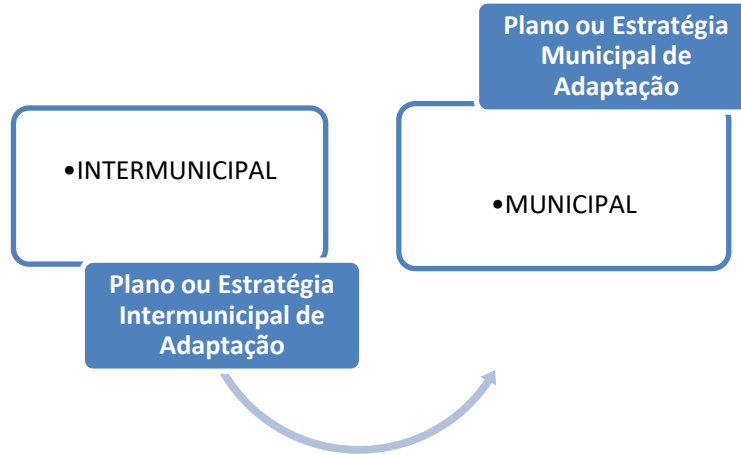 •INTERMUNICIPAL
Plano ou Estratégia
Intermunicipal de
Adaptação
Plano ou Estratégia
Municipal de
Adaptação
•MUNICIPAL